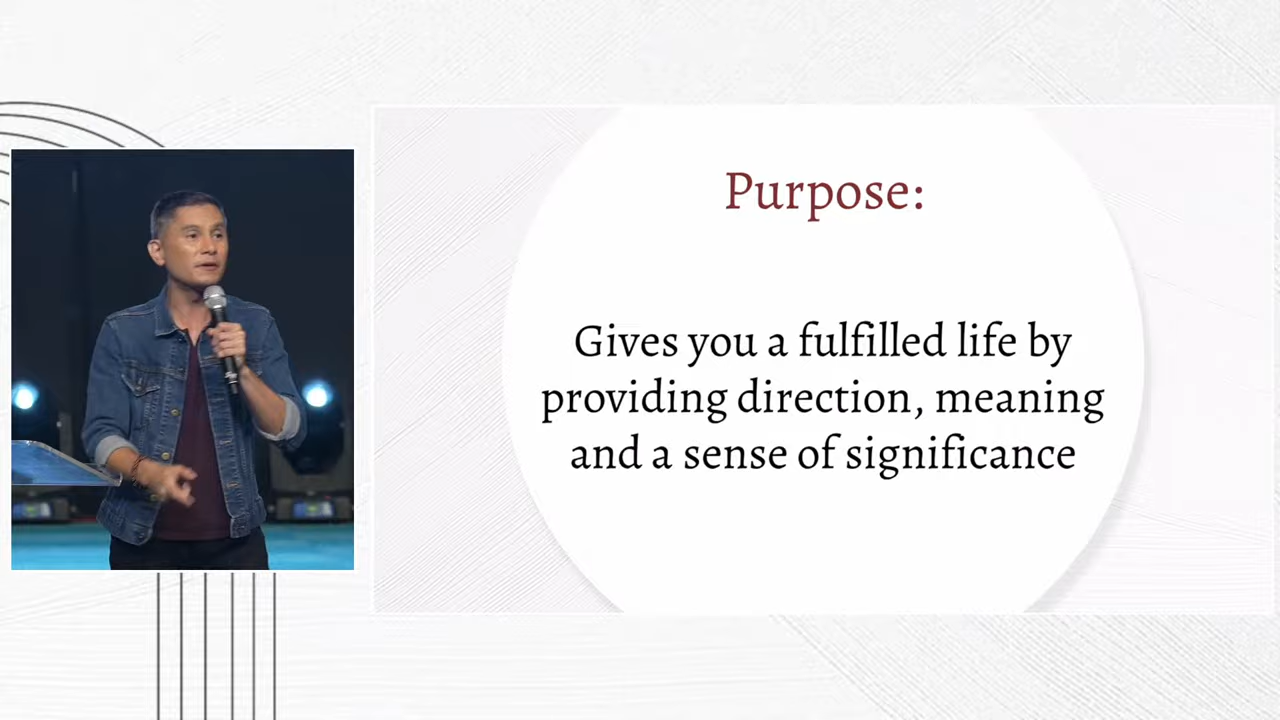 Purpose:
Gives you a fulfilled life by
providing direction, meaning
and a sense of significance